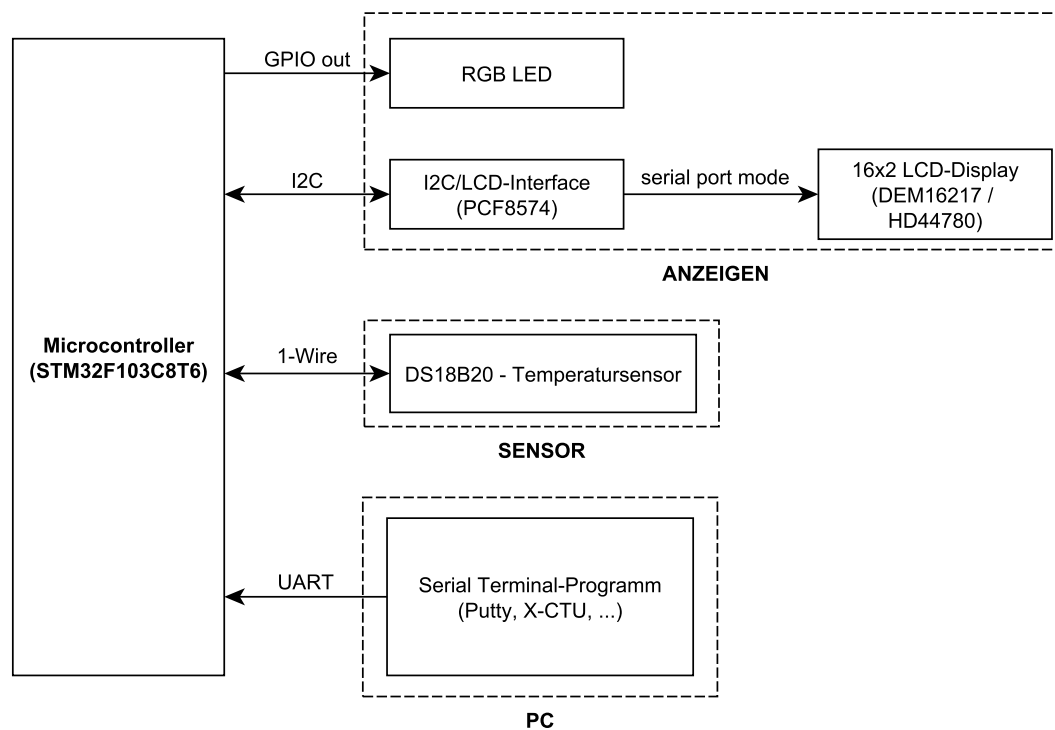 GPIO out
RGB LED
I2C
I2C/LCD-Interface
(PCF8574)
serial port mode
16x2 LCD-Display
(DEM16217 /
HD44780)
ANZEIGEN
Microcontroller
(STM32F103C8T6)
1-Wire
DS18B20 - Temperatursensor
SENSOR
UART
Serial Terminal-Programm
(Putty, X-CTU, ...)
PC